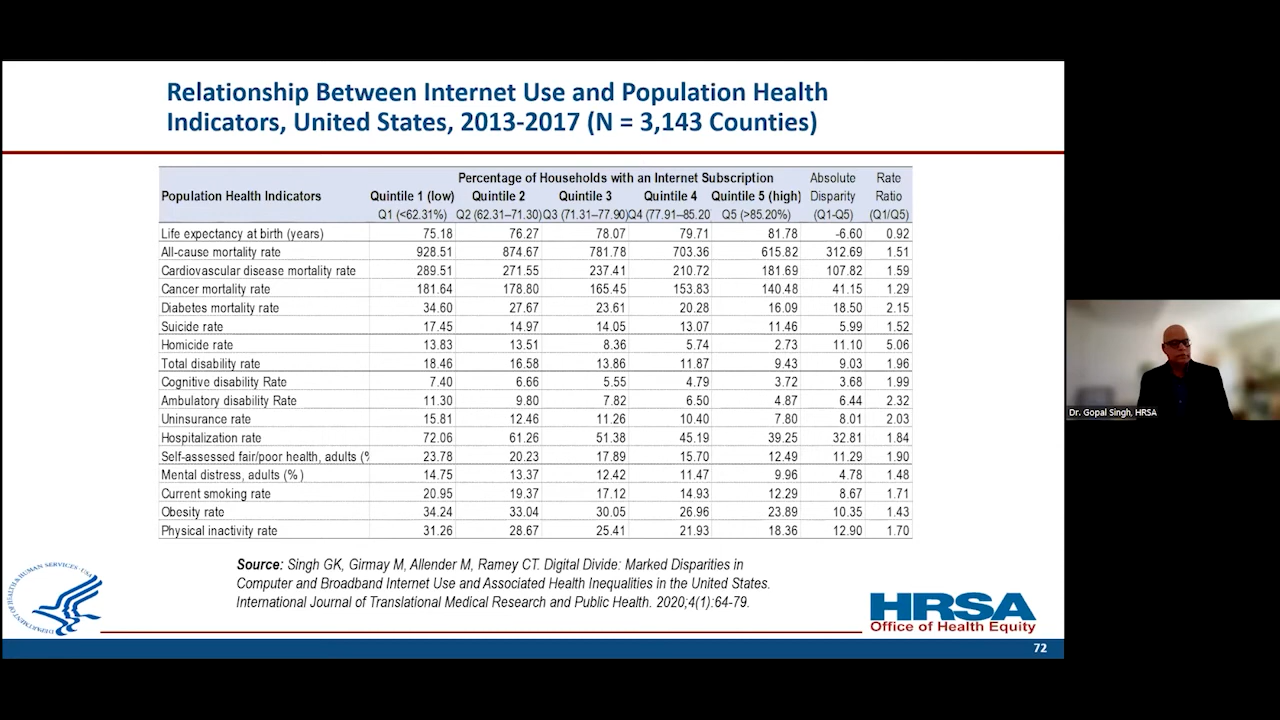 Relationship Between Internet Use and Population Health
Indicators, United States, 2013-2017 (N = 3,143 Counties)
Percentage of Households with an Internet Subscription Absolute Rate
Population Health Indicators Quintile 1 (low) Quintile 2 Quintile 3 Quintile 4 Quintile 5 (high) Disparity Ratio
Q1 (<62.31%) Q2 (62.31–71.30) Q3 (71.31–77.90) Q4 (77.91–85.20 Q5 (>85.20%) (Q1-Q5) (Q1/Q5)
Life expectancy at birth (years) 75.18 76.27 78.07 79.71 81.78 -6.60 0.92
All-cause mortality rate 928.51 874.67 781.78 703.36 615.82 312.69 1.51
Cardiovascular disease mortality rate 289.51 271.55 237.41 210.72 181.69 107.82 1.59
Cancer mortality rate 181.64 178.80 165.45 153.83 140.48 41.15 1.29
Diabetes mortality rate 34.60 27.67 23.61 20.28 16.09 18.50 2.15
Suicide rate 17.45 14.97 14.05 13.07 11.46 5.99 1.52
Homicide rate 13.83 13.51 8.36 5.74 2.73 11.10 5.06
Total disability rate 18.46 16.58 13.86 11.87 9.43 9.03 1.96
Cognitive disability Rate 7.40 6.66 5.55 4.79 3.72 3.68 1.99
Ambulatory disability Rate 11.30 9.80 7.82 6.50 4.87 6.44 2.32
Uninsurance rate 15.81 12.46 11.26 10.40 7.80 8.01 2.03
Hospitalization rate 72.06 61.26 51.38 45.19 39.25 32.81 1.84
Self-assessed fair/poor health, adults (% 23.78 20.23 17.89 15.70 12.49 11.29 1.90
Mental distress, adults (%) 14.75 13.37 12.42 11.47 9.96 4.78 1.48
Current smoking rate 20.95 19.37 17.12 14.93 12.29 8.67 1.71
Obesity rate 34.24 33.04 30.05 26.96 23.89 10.35 1.43
Physical inactivity rate 31.26 28.67 25.41 21.93 18.36 12.90 1.70
Source: Singh GK, Girmay M, Allender M, Ramey CT. Digital Divide: Marked Disparities in
Computer and Broadband Internet Use and Associated Health Inequalities in the United States.
International Journal of Translational Medical Research and Public Health. 2020;4(1):64-79.
DEPARTMENT OF HEALTH & HUMAN SERVICES · USA
HRSA
Office of Health Equity
72
Dr. Gopal Singh, HRSA